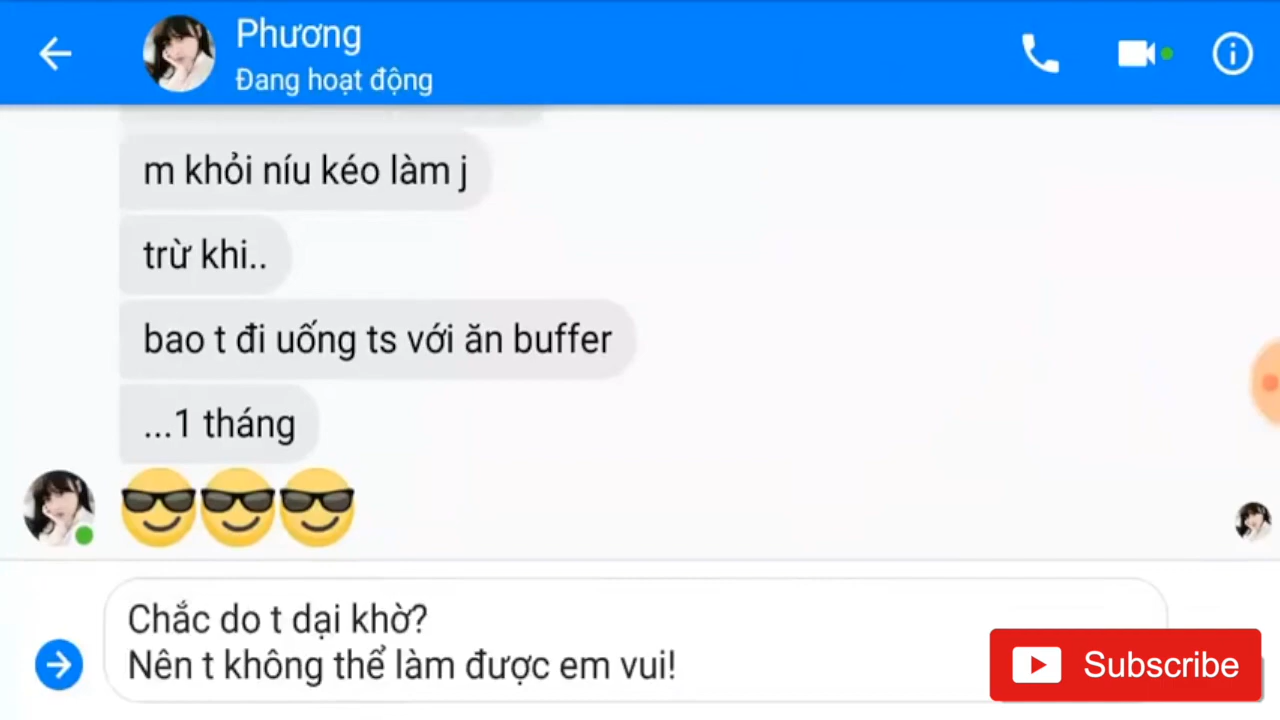 Phương
Đang hoạt động
m khỏi níu kéo làm j
trừ khi..
bao t đi uống ts với ăn buffer
...1 tháng
Chắc do t dại khờ?
Nên t không thể làm được em vui!
Subscribe